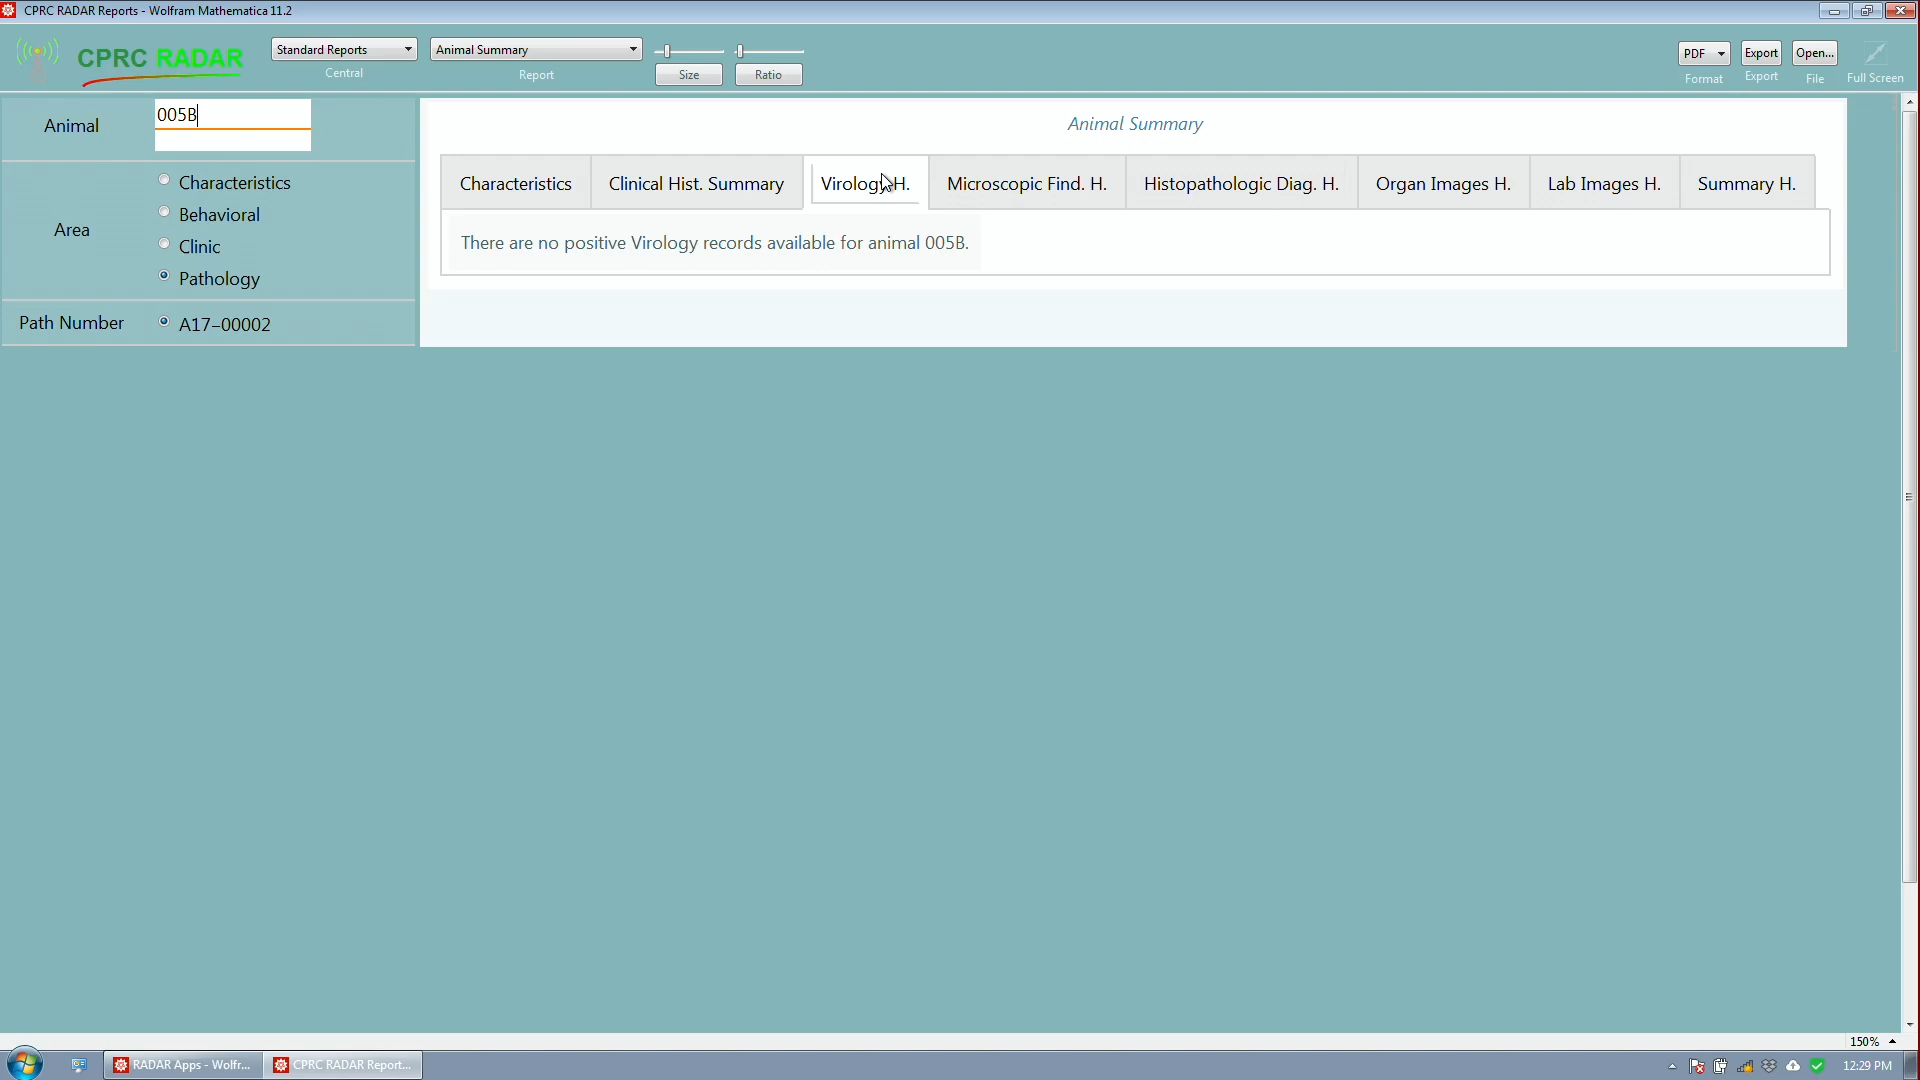 CPRC RADAR Reports - Wolfram Mathematica 11.2
CPRC RADAR
Standard Reports
Central
Animal Summary
Report
Size
Ratio
PDF
Format
Export
Export
Open...
File
Full Screen
Animal
005B
Area
Characteristics
Behavioral
Clinic
Pathology
Path Number
A17–00002
Animal Summary
Characteristics
Clinical Hist. Summary
Virology H.
Microscopic Find. H.
Histopathologic Diag. H.
Organ Images H.
Lab Images H.
Summary H.
There are no positive Virology records available for animal 005B.
150%
RADAR Apps - Wolfr...
CPRC RADAR Report...
12:29 PM